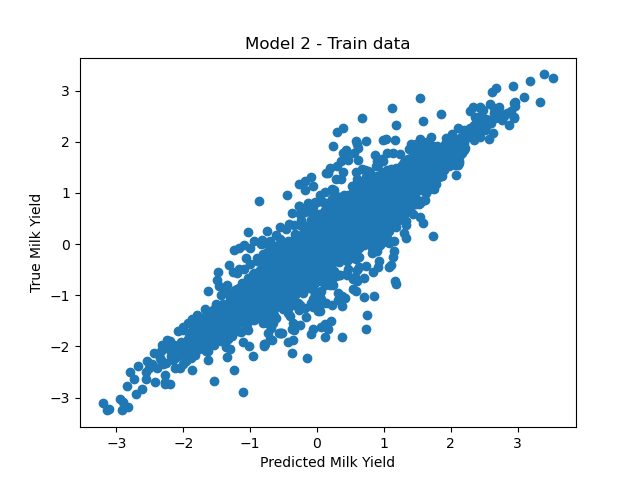 Model 2 - Train data
True Milk Yield
3
2
1
0
−1
−2
−3
−3 −2 −1 0 1 2 3
Predicted Milk Yield